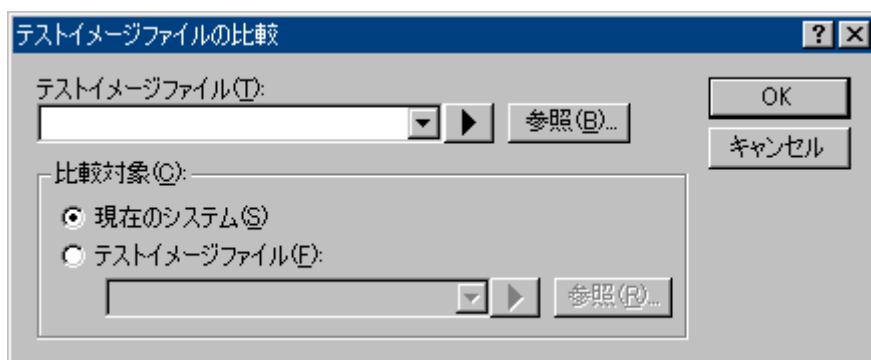 テストイメージファイルの比較
テストイメージファイル(T):
参照(B)...
OK
キャンセル
比較対象(C):
現在のシステム(S)
テストイメージファイル(F):
参照(R)...